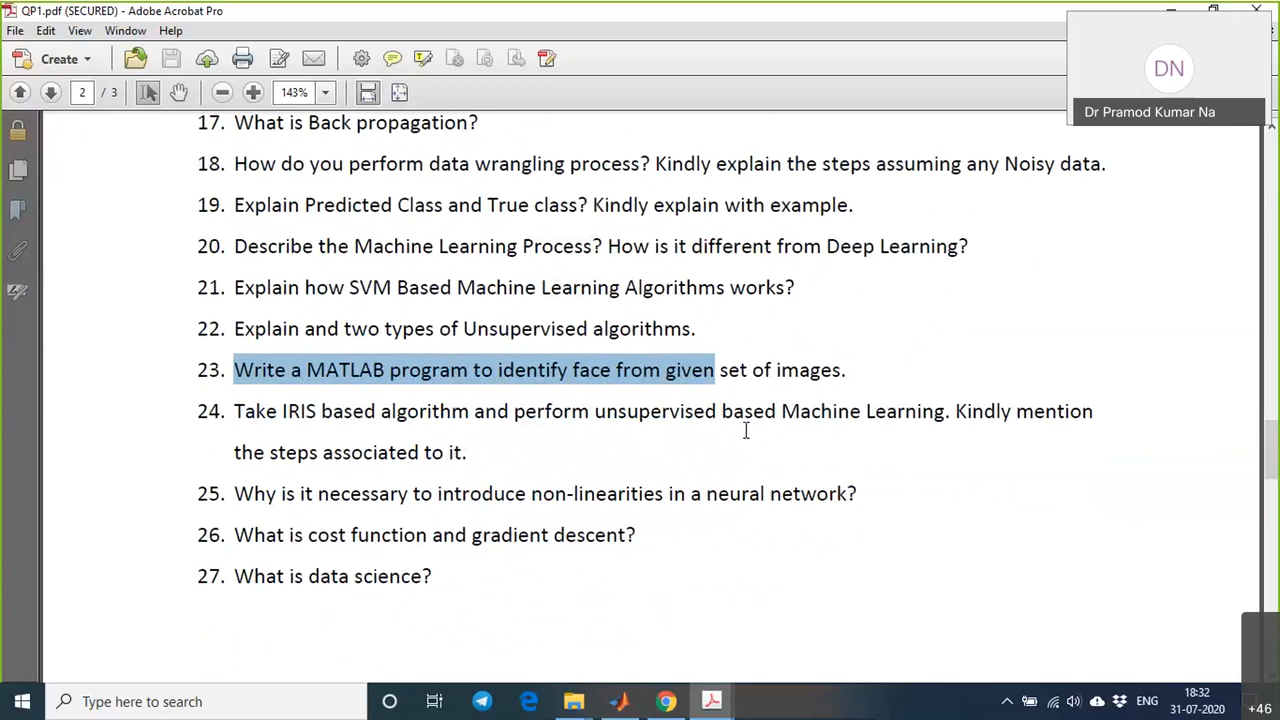 QP1.pdf (SECURED) - Adobe Acrobat Pro
File Edit View Window Help
Create
2 / 3 143%
DN
Dr Pramod Kumar Na
17. What is Back propagation?
18. How do you perform data wrangling process? Kindly explain the steps assuming any Noisy data.
19. Explain Predicted Class and True class? Kindly explain with example.
20. Describe the Machine Learning Process? How is it different from Deep Learning?
21. Explain how SVM Based Machine Learning Algorithms works?
22. Explain and two types of Unsupervised algorithms.
23. Write a MATLAB program to identify face from given set of images.
24. Take IRIS based algorithm and perform unsupervised based Machine Learning. Kindly mention
the steps associated to it.
25. Why is it necessary to introduce non-linearities in a neural network?
26. What is cost function and gradient descent?
27. What is data science?
Type here to search
ENG
18:32
31-07-2020
+46